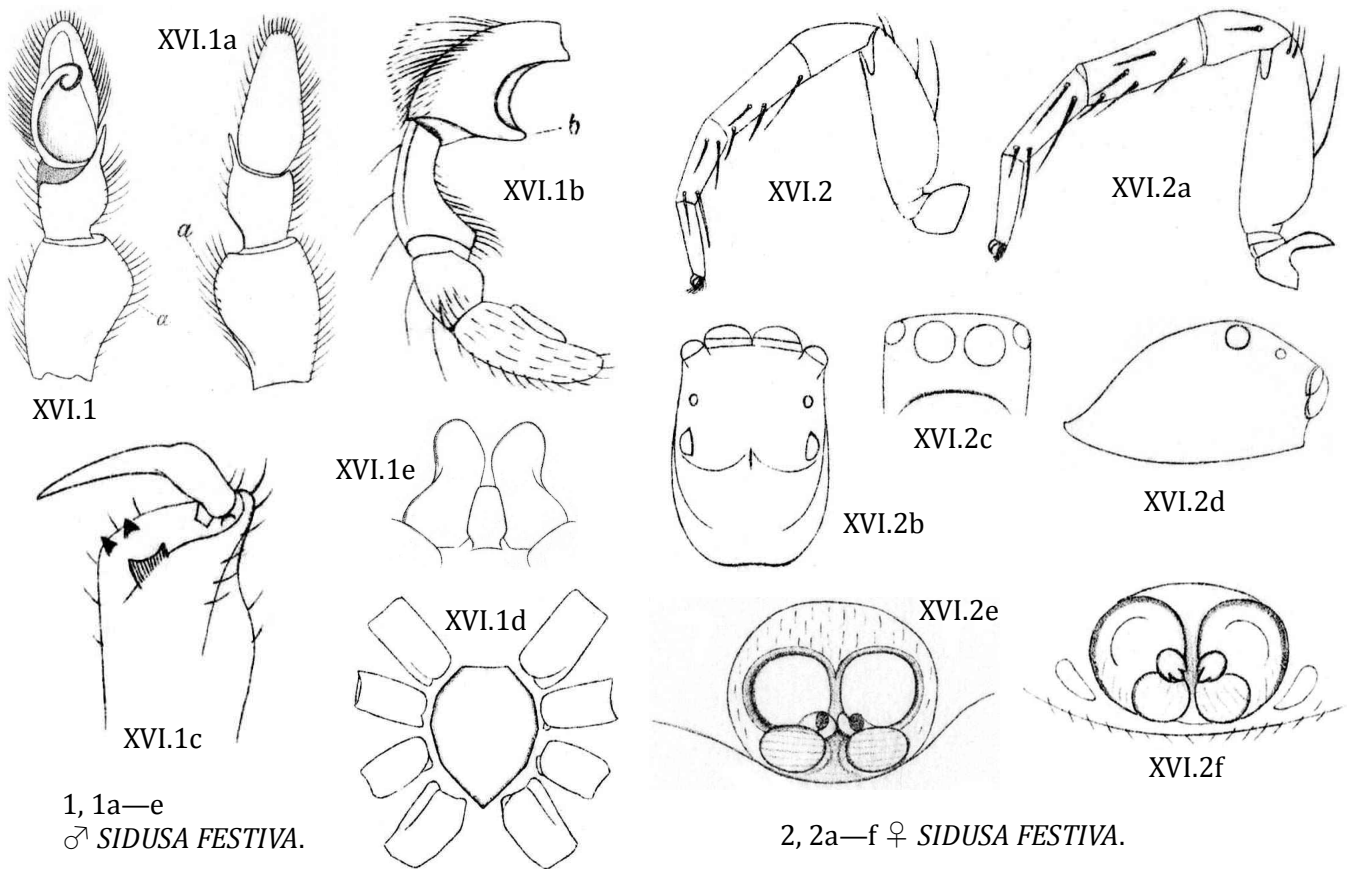 XVI.1a
XVI.1b
XVI.2
XVI.2a
a
a
b
XVI.1
XVI.2c
XVI.2b
XVI.2d
XVI.1e
XVI.1c
XVI.1d
XVI.2e
XVI.2f
1, 1a—e
♂ SIDUSA FESTIVA.
2, 2a—f ♀ SIDUSA FESTIVA.